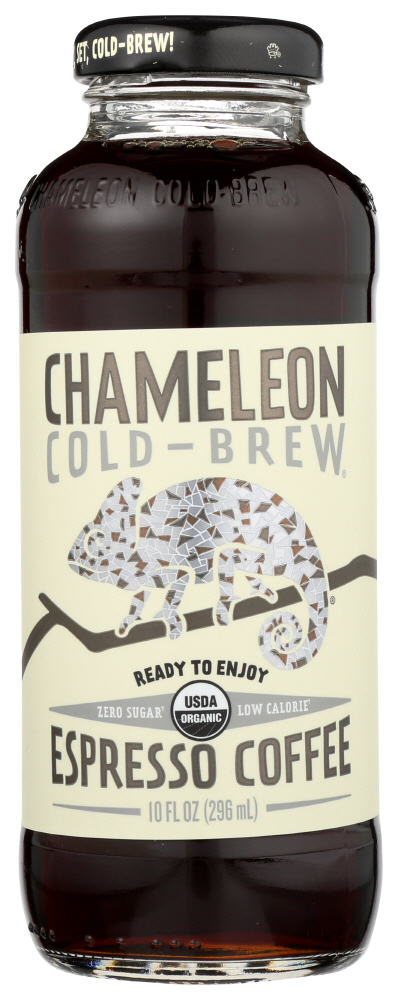 SET, COLD-BREW!
CHAMELEON COLD-BREW
CHAMELEON
COLD-BREW®
®
READY TO ENJOY
ZERO SUGAR† USDA ORGANIC LOW CALORIE†
ESPRESSO COFFEE
10 FL OZ (296 mL)